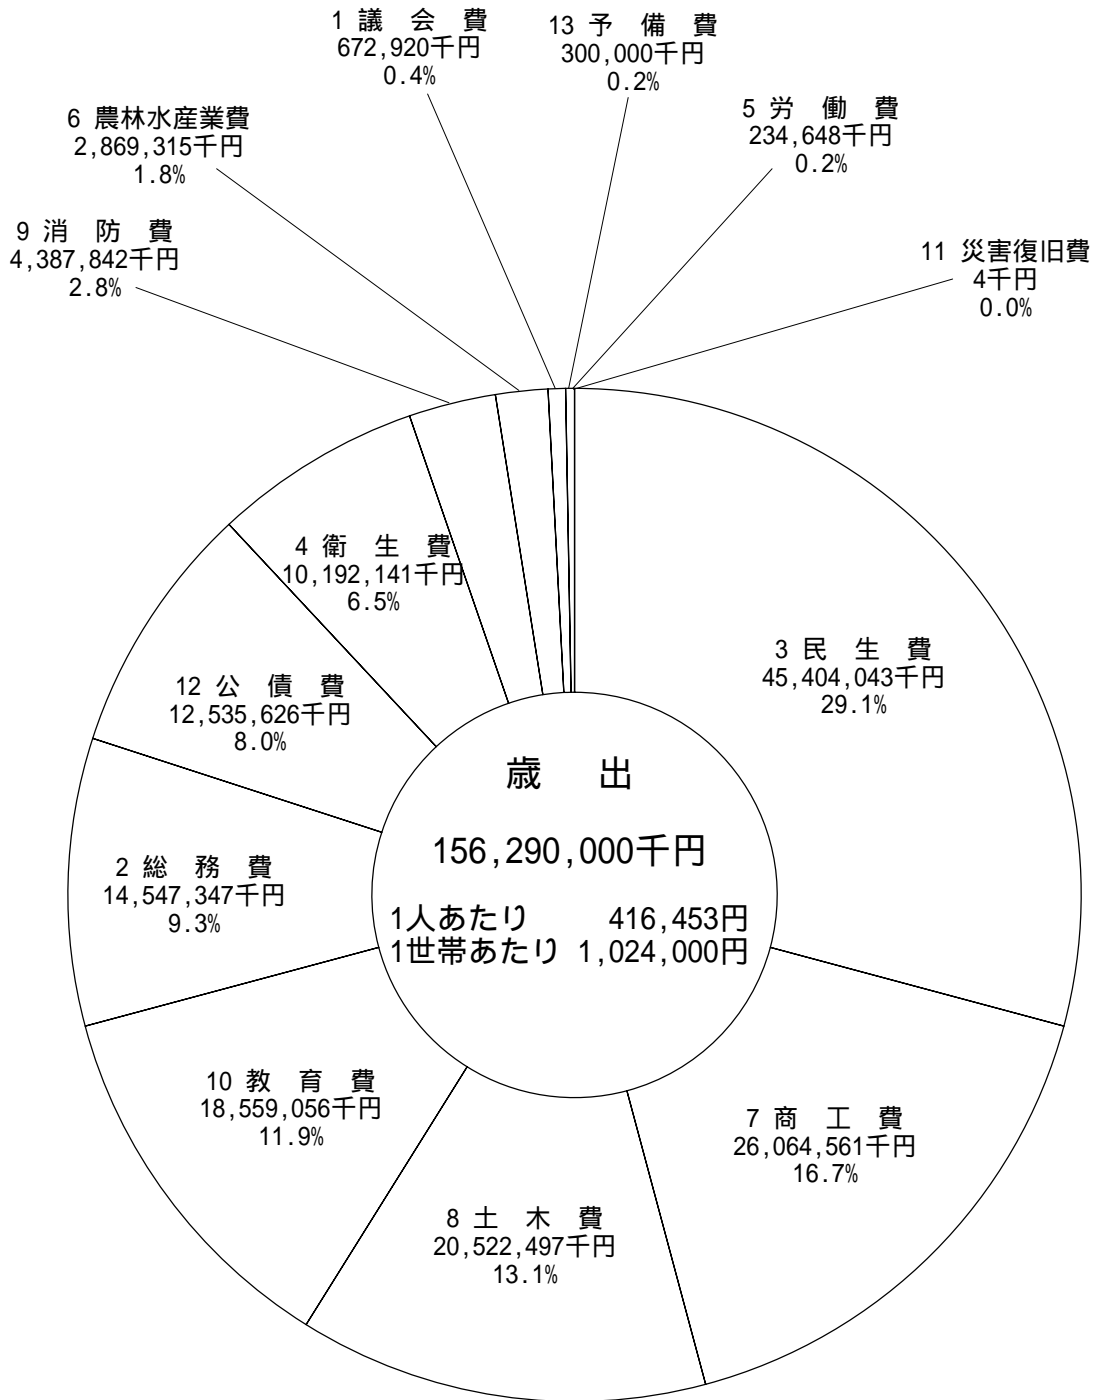 1 議　会　費
672,920千円
0.4%
13 予　備　費
300,000千円
0.2%
5 労　働　費
234,648千円
0.2%
6 農林水産業費
2,869,315千円
1.8%
9 消　防　費
4,387,842千円
2.8%
11 災害復旧費
4千円
0.0%
4 衛　生　費
10,192,141千円
6.5%
3 民　生　費
45,404,043千円
29.1%
12 公　債　費
12,535,626千円
8.0%
歳　出
156,290,000千円
1人あたり 416,453円
1世帯あたり 1,024,000円
2 総　務　費
14,547,347千円
9.3%
10 教　育　費
18,559,056千円
11.9%
7 商　工　費
26,064,561千円
16.7%
8 土　木　費
20,522,497千円
13.1%